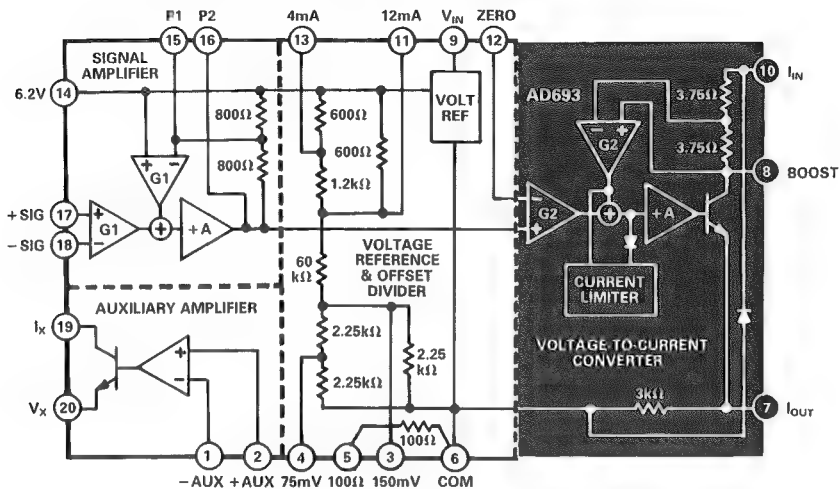 P1 P2 4mA 12mA VIN ZERO
15 16 13 11 9 12
SIGNAL
AMPLIFIER
6.2V 14
800Ω
800Ω
600Ω
600Ω
1.2kΩ
VOLT
REF
AD693
10 IIN
3.75Ω
3.75Ω
8 BOOST
+ −
G1
− +
G2
+SIG 17 +
−SIG 18 −
G1
+
+A
−
+
G2
+
+A
60
kΩ
VOLTAGE
REFERENCE
& OFFSET
DIVIDER
CURRENT
LIMITER
AUXILIARY AMPLIFIER
IX 19
VX 20
+
−
2.25kΩ
2.25kΩ
2.25
kΩ
VOLTAGE-TO-CURRENT
CONVERTER
3kΩ
7 IOUT
100Ω
1 2 4 5 3 6
−AUX +AUX 75mV 100Ω 150mV COM